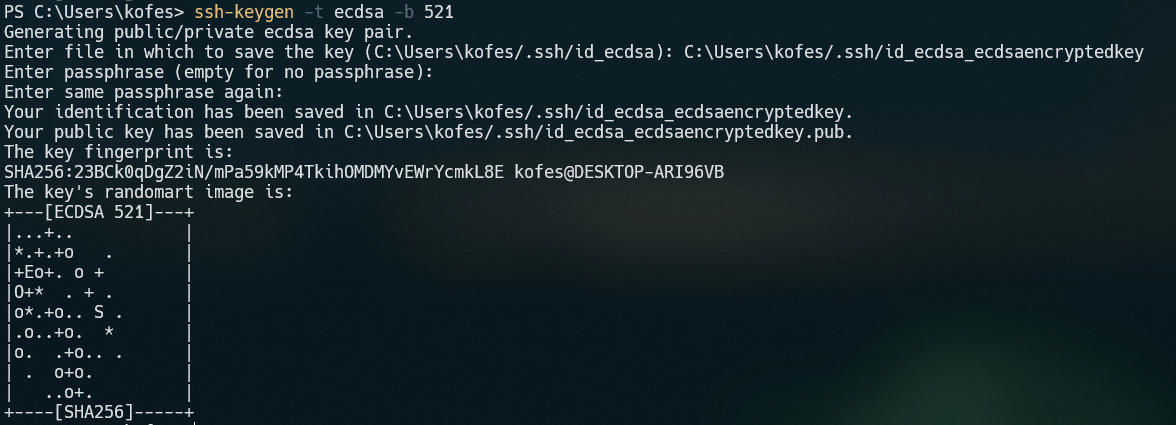 PS C:\Users\kofes> ssh-keygen -t ecdsa -b 521
Generating public/private ecdsa key pair.
Enter file in which to save the key (C:\Users\kofes/.ssh/id_ecdsa): C:\Users\kofes/.ssh/id_ecdsa_ecdsaencryptedkey
Enter passphrase (empty for no passphrase):
Enter same passphrase again:
Your identification has been saved in C:\Users\kofes/.ssh/id_ecdsa_ecdsaencryptedkey.
Your public key has been saved in C:\Users\kofes/.ssh/id_ecdsa_ecdsaencryptedkey.pub.
The key fingerprint is:
SHA256:23BCk0qDgZ2iN/mPa59kMP4TkihOMDMYvEWrYcmkL8E kofes@DESKTOP-ARI96VB
The key's randomart image is:
+---[ECDSA 521]---+
|...+..           |
|*.+.+o   .       |
|+Eo+. o +        |
|O+*  . + .       |
|o*.+o.. S .      |
|.o..+o.  *       |
|o.  .+o.. .      |
| .  o+o.         |
|   ..o+.         |
+----[SHA256]-----+